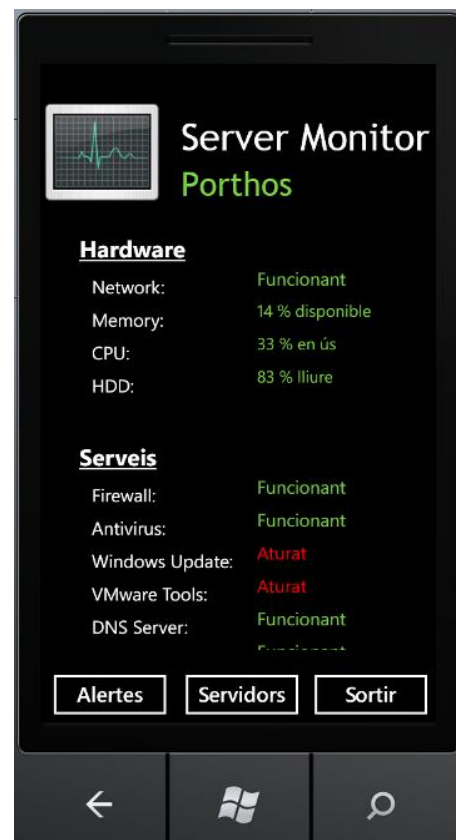 Server Monitor
Porthos
Hardware
Network: Funcionant
Memory: 14 % disponible
CPU: 33 % en ús
HDD: 83 % lliure
Serveis
Firewall: Funcionant
Antivirus: Funcionant
Windows Update: Aturat
VMware Tools: Aturat
DNS Server: Funcionant
Alertes Servidors Sortir